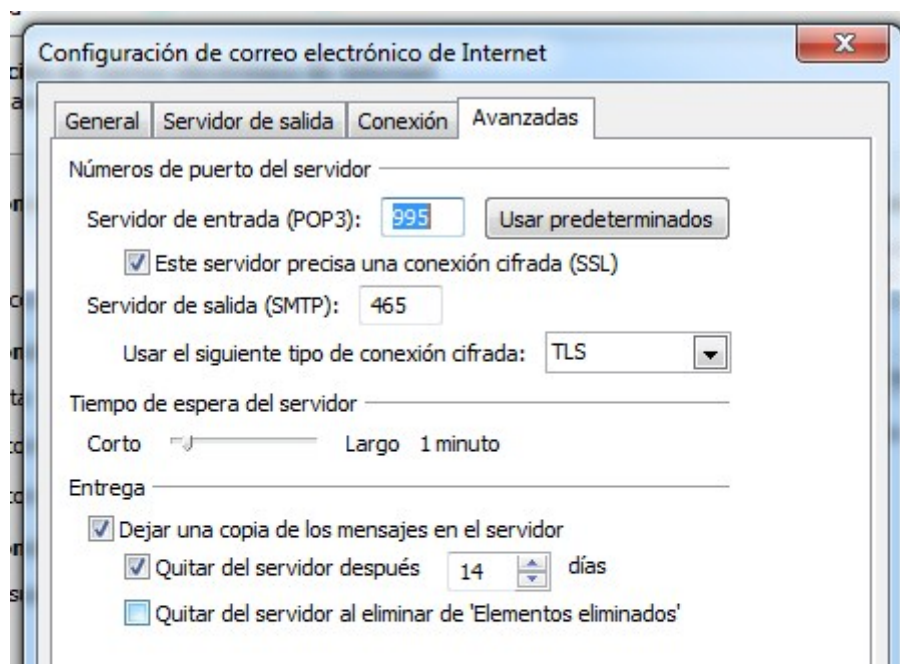 Configuración de correo electrónico de Internet
General Servidor de salida Conexión Avanzadas
Números de puerto del servidor
Servidor de entrada (POP3): 995 Usar predeterminados
Este servidor precisa una conexión cifrada (SSL)
Servidor de salida (SMTP): 465
Usar el siguiente tipo de conexión cifrada: TLS
Tiempo de espera del servidor
Corto Largo 1 minuto
Entrega
Dejar una copia de los mensajes en el servidor
Quitar del servidor después 14 días
Quitar del servidor al eliminar de 'Elementos eliminados'